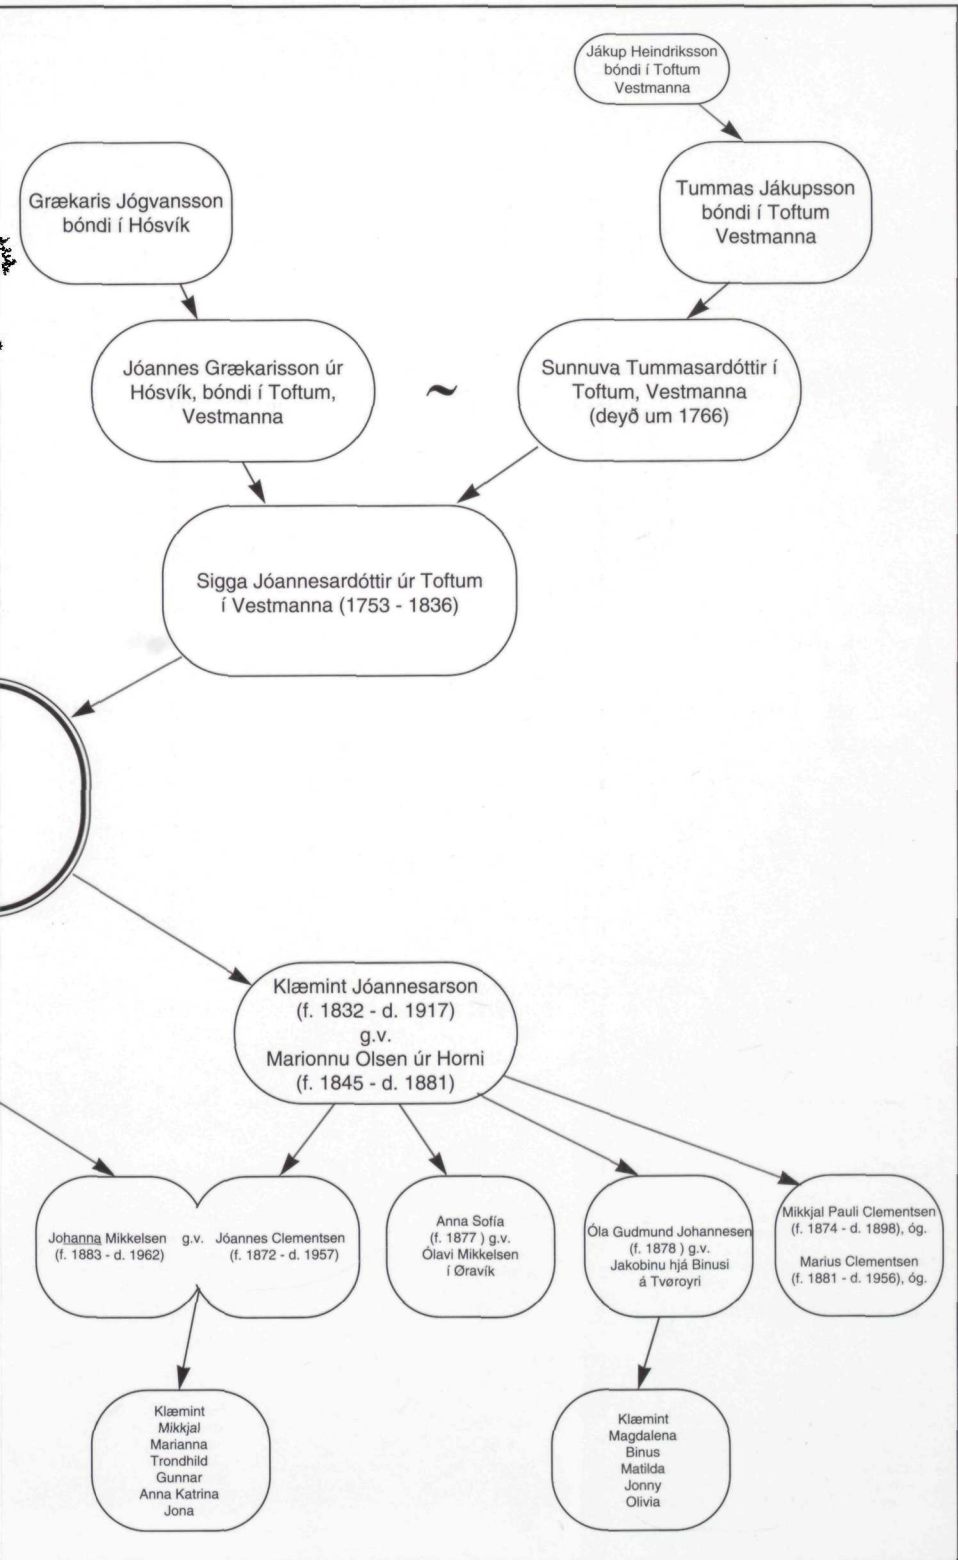 Jákup Heindriksson
bóndi í Toftum
Vestmanna
Grækaris Jógvansson
bóndi í Hósvík
Tummas Jákupsson
bóndi í Toftum
Vestmanna
Jóannes Grækarisson úr
Hósvík, bóndi í Toftum,
Vestmanna
~
Sunnuva Tummasardóttir í
Toftum, Vestmanna
(deyð um 1766)
Sigga Jóannesardóttir úr Toftum
í Vestmanna (1753 - 1836)
Klæmint Jóannesarson
(f. 1832 - d. 1917)
g.v.
Marionnu Olsen úr Horni
(f. 1845 - d. 1881)
Johanna Mikkelsen
(f. 1883 - d. 1962)
g.v.
Jóannes Clementsen
(f. 1872 - d. 1957)
Anna Sofía
(f. 1877 ) g.v.
Ólavi Mikkelsen
í Øravík
Óla Gudmund Johannesen
(f. 1878 ) g.v.
Jakobinu hjá Binusi
á Tvøroyri
Mikkjal Pauli Clementsen
(f. 1874 - d. 1898), óg.
Marius Clementsen
(f. 1881 - d. 1956), óg.
Klæmint
Mikkjal
Marianna
Trondhild
Gunnar
Anna Katrina
Jona
Klæmint
Magdalena
Binus
Matilda
Jonny
Olivia